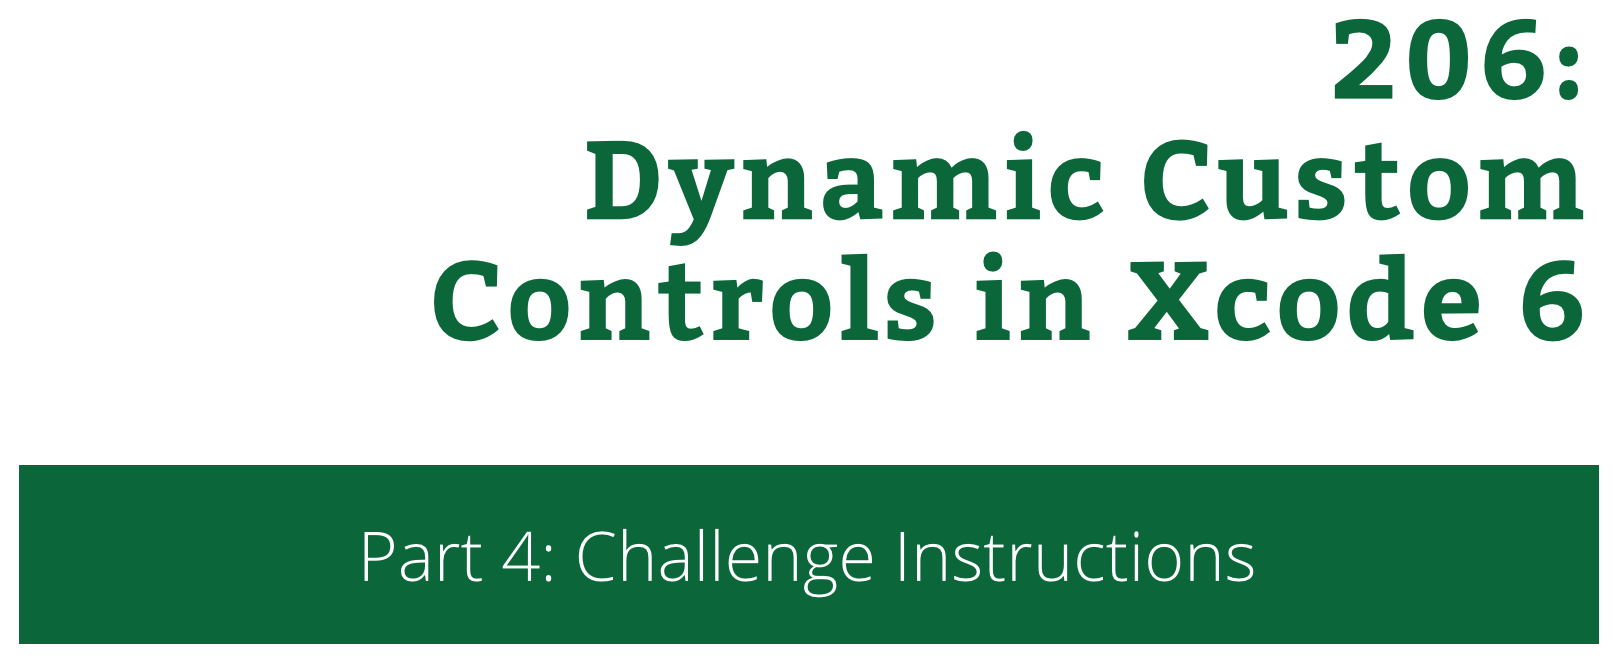 206:
Dynamic Custom
Controls in Xcode 6
Part 4: Challenge Instructions